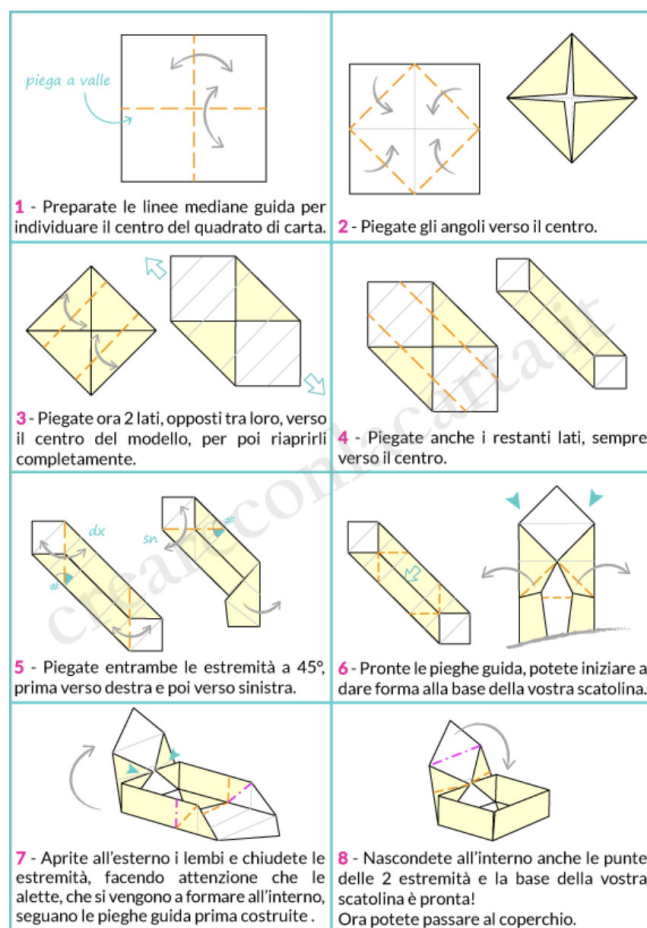 piega a valle
1 - Preparate le linee mediane guida per
individuare il centro del quadrato di carta.
2 - Piegate gli angoli verso il centro.
3 - Piegate ora 2 lati, opposti tra loro, verso
il centro del modello, per poi riaprirli
completamente.
4 - Piegate anche i restanti lati, sempre
verso il centro.
dx
sn
5 - Piegate entrambe le estremità a 45°,
prima verso destra e poi verso sinistra.
6 - Pronte le pieghe guida, potete iniziare a
dare forma alla base della vostra scatolina.
7 - Aprite all'esterno i lembi e chiudete le
estremità, facendo attenzione che le
alette, che si vengono a formare all'interno,
seguano le pieghe guida prima costruite .
8 - Nascondete all'interno anche le punte
delle 2 estremità e la base della vostra
scatolina è pronta!
Ora potete passare al coperchio.
creareconlacarta.it